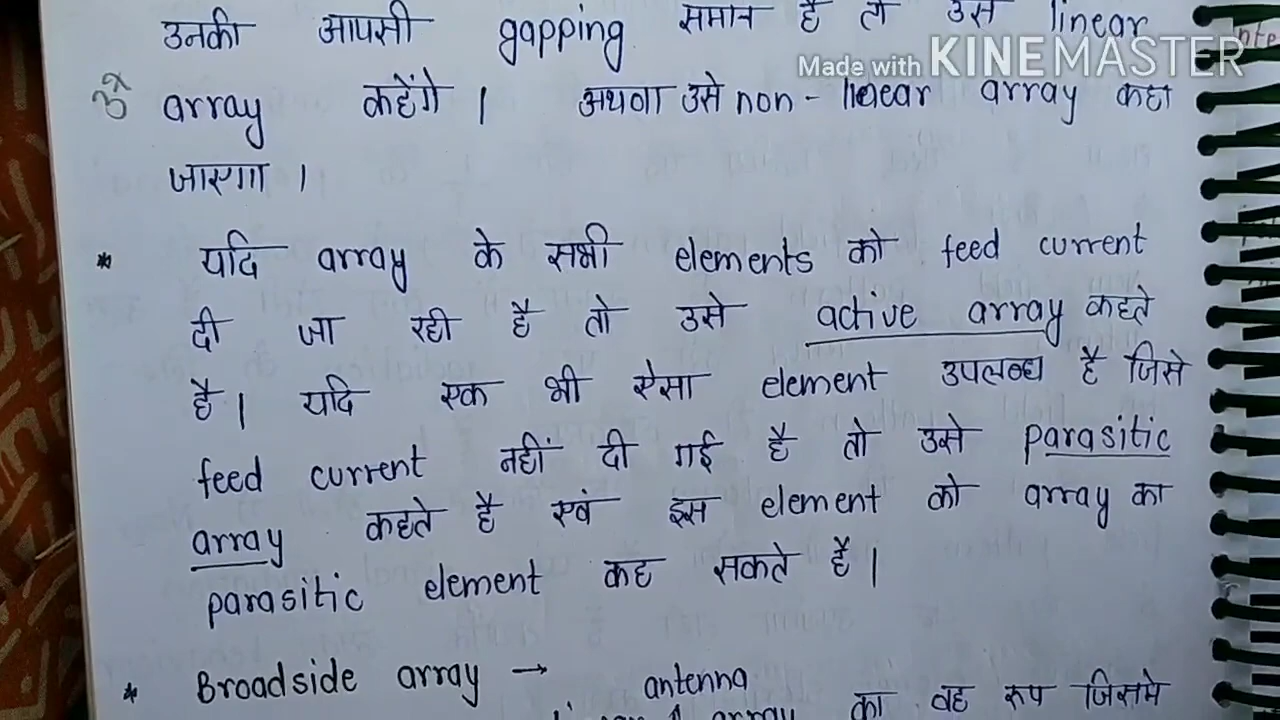 उनकी आपसी gapping समान है तो उसे linear
Made with KINEMASTER
array कहेंगे । अथवा उसे non - linear array कहा
जाएगा ।
* यदि array के सभी elements को feed current
दी जा रही है तो उसे active array कहते
है । यदि एक भी ऐसा element उपलब्ध है जिसे
feed current नहीं दी गई है तो उसे parasitic
array कहते है एवं इस element को array का
parasitic element कह सकते है ।
* Broadside array → antenna
array का वह रूप जिसमे